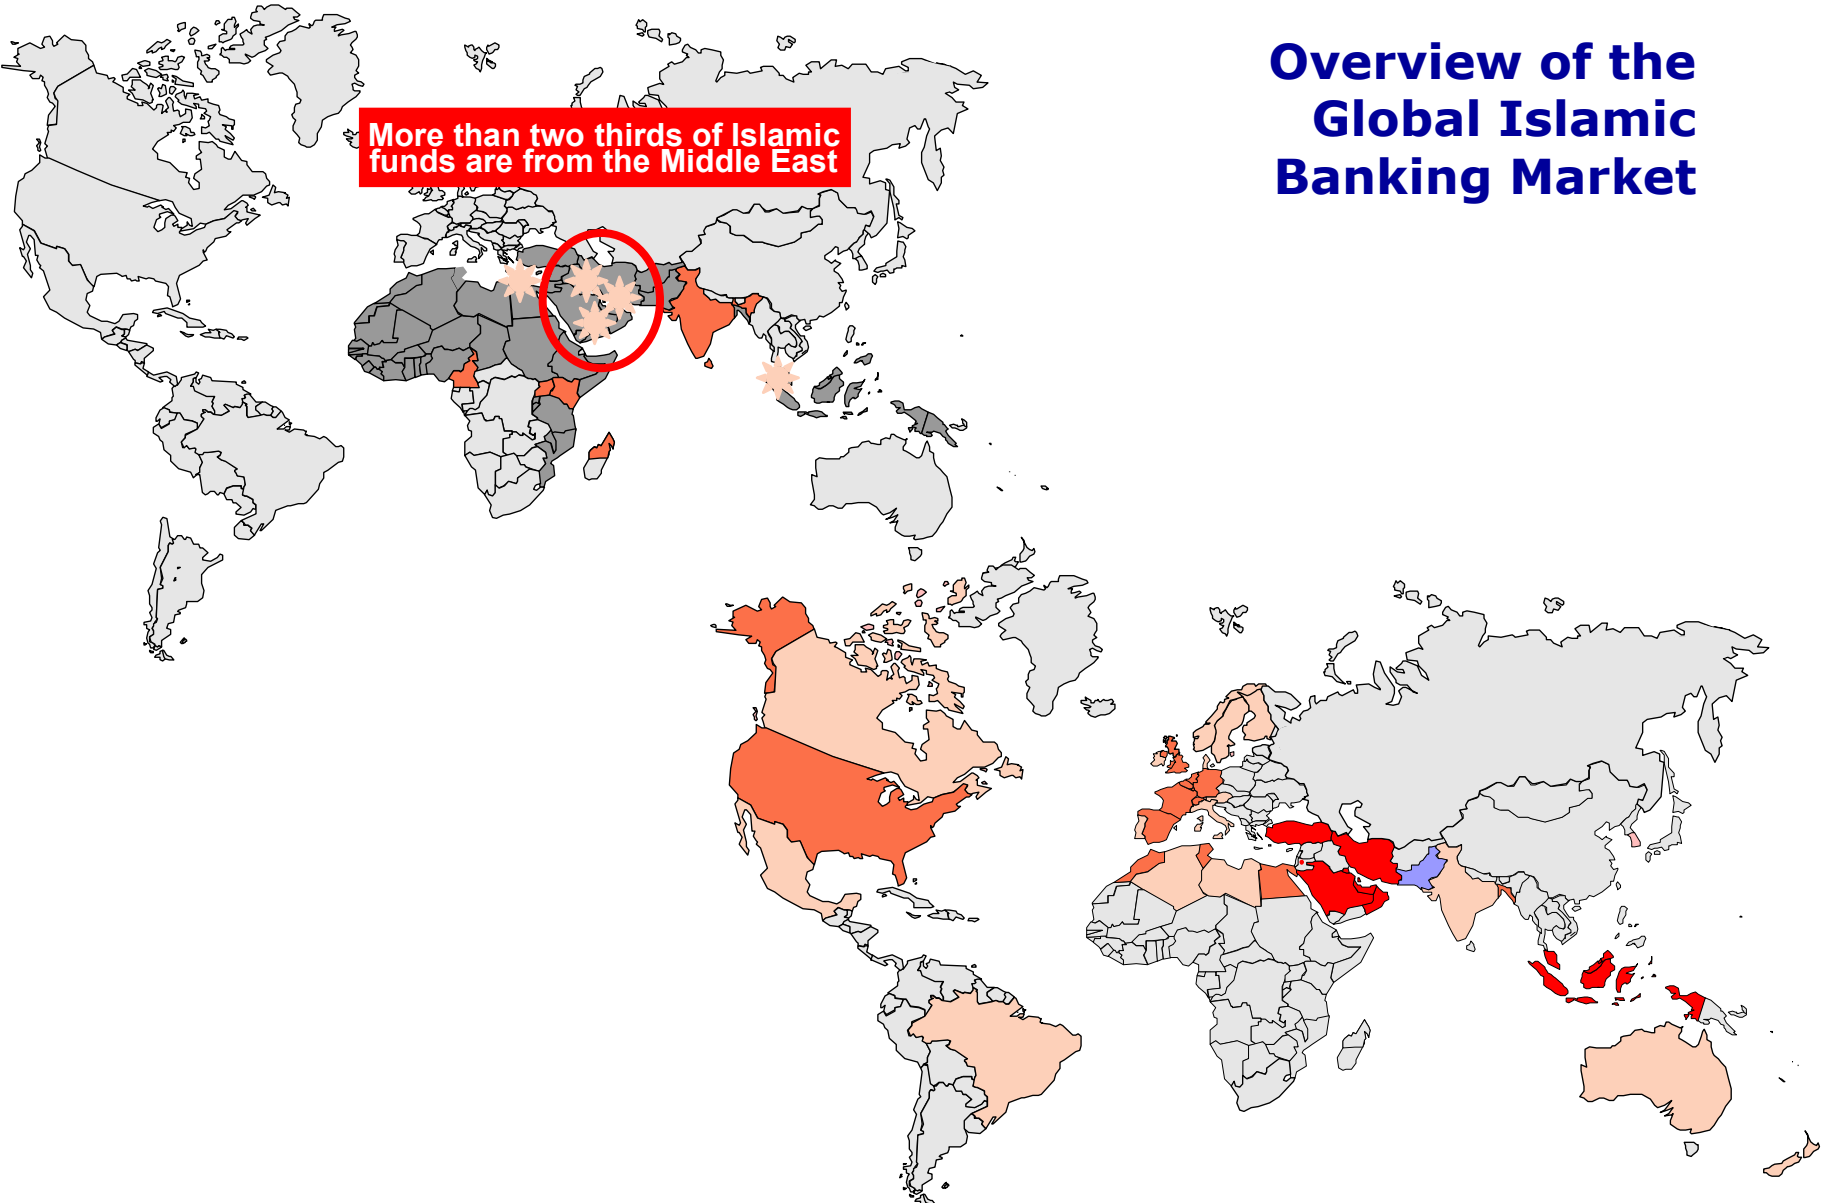 Overview of the
Global Islamic
Banking Market
More than two thirds of Islamic
funds are from the Middle East